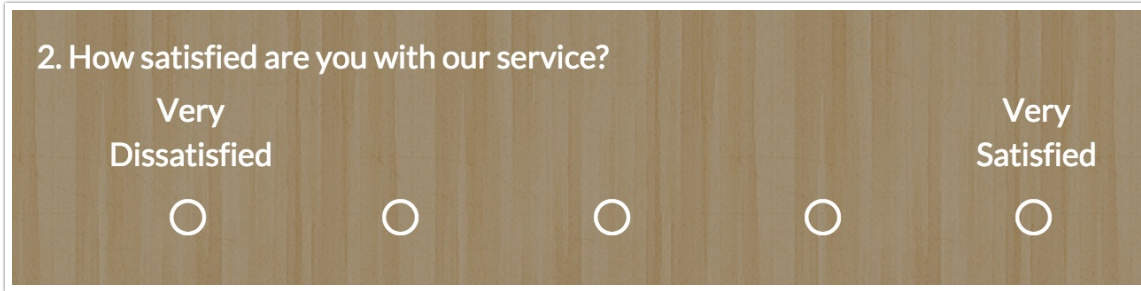 2. How satisfied are you with our service?
Very
Dissatisfied
Very
Satisfied